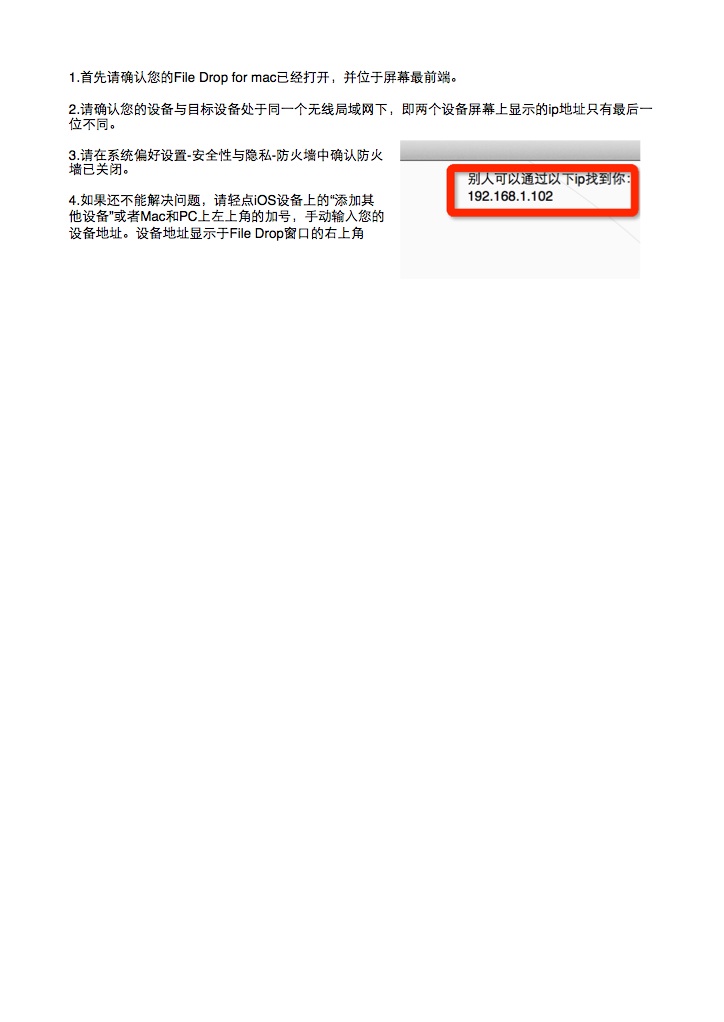 1.首先请确认您的File Drop for mac已经打开，并位于屏幕最前端。
2.请确认您的设备与目标设备处于同一个无线局域网下，即两个设备屏幕上显示的ip地址只有最后一
位不同。
3.请在系统偏好设置-安全性与隐私-防火墙中确认防火
墙已关闭。
4.如果还不能解决问题，请轻点iOS设备上的“添加其
他设备”或者Mac和PC上左上角的加号，手动输入您的
设备地址。设备地址显示于File Drop窗口的右上角
别人可以通过以下ip找到你：
192.168.1.102